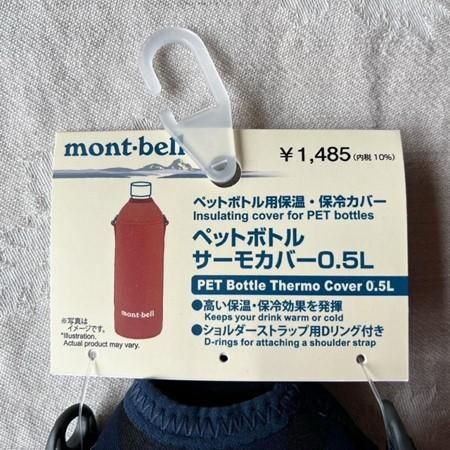 mont-bell
¥1,485(内税10%)
ペットボトル用保温・保冷カバー
Insulating cover for PET bottles
ペットボトル
サーモカバー0.5L
PET Bottle Thermo Cover 0.5L
●高い保温・保冷効果を発揮
Keeps your drink warm or cold
●ショルダーストラップ用Dリング付き
D-rings for attaching a shoulder strap
mont-bell
※写真は
イメージです。
*Illustration.
Actual product may vary.